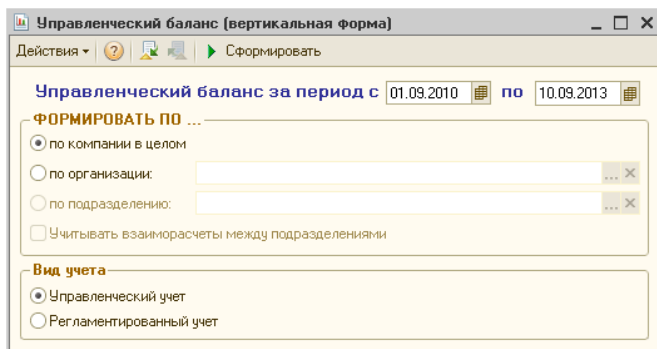 Управленческий баланс (вертикальная форма)
Действия Сформировать
Управленческий баланс за период с 01.09.2010 по 10.09.2013
ФОРМИРОВАТЬ ПО ...
по компании в целом
по организации:
по подразделению:
Учитывать взаиморасчеты между подразделениями
Вид учета
Управленческий учет
Регламентированный учет